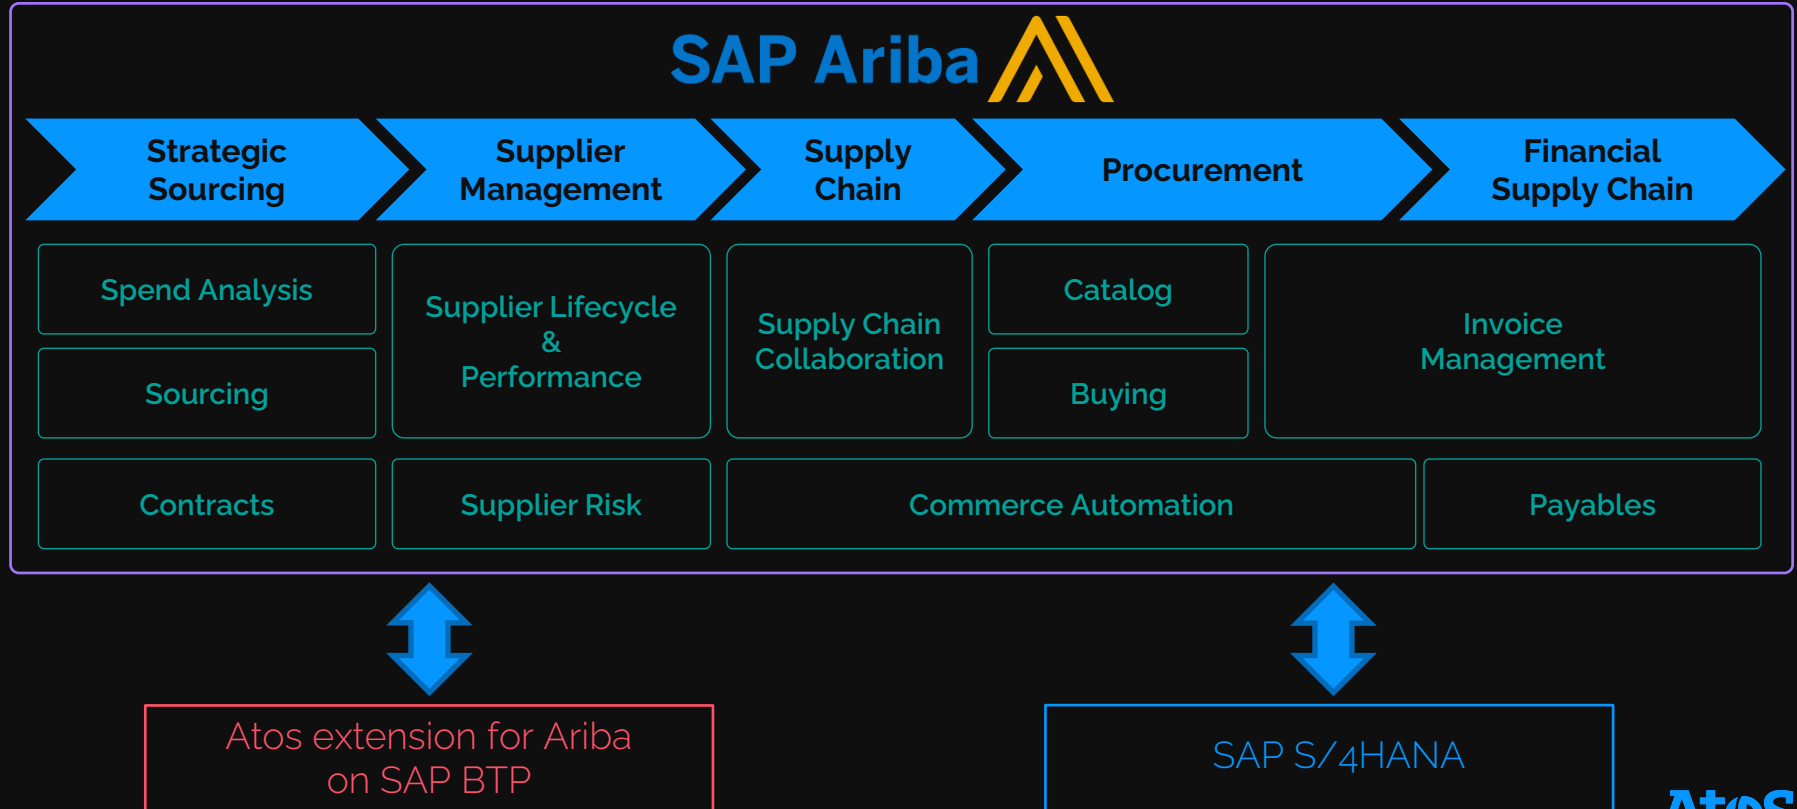 SAP Ariba
Strategic
Sourcing
Supplier
Management
Supply
Chain
Procurement
Financial
Supply Chain
Spend Analysis
Sourcing
Contracts
Supplier Lifecycle
&
Performance
Supplier Risk
Supply Chain
Collaboration
Catalog
Buying
Invoice
Management
Commerce Automation
Payables
Atos extension for Ariba
on SAP BTP
SAP S/4HANA
Atos